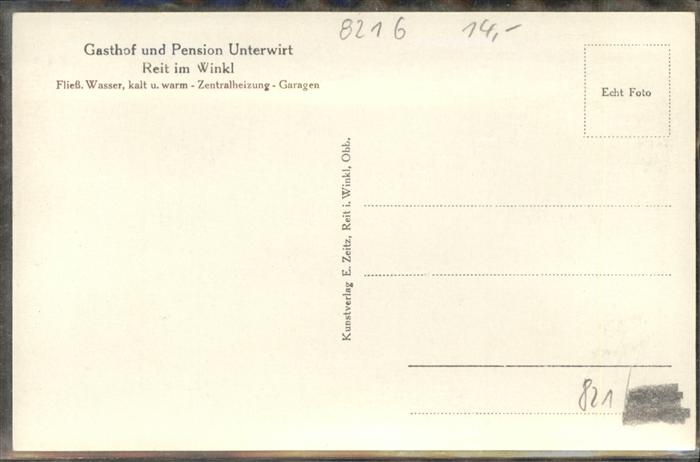 8216 14,-
Gasthof und Pension Unterwirt
Reit im Winkl
Fließ. Wasser, kalt u. warm - Zentralheizung - Garagen
Echt Foto
Kunstverlag E. Zeitz, Reit i. Winkl, Obb.
821/